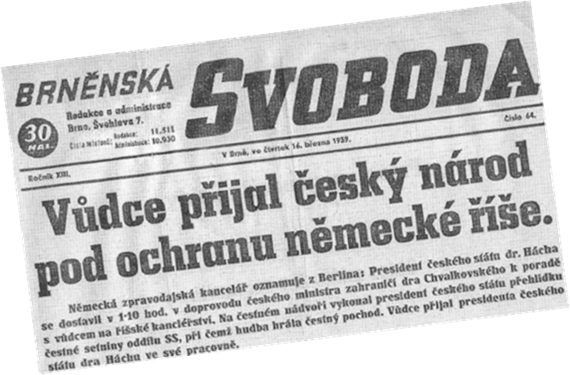 BRNĚNSKÁ
SVOBODA
30
HAL.
Redakce a administrace
Brno, Švehlova 7.
Čísla telefonů: Redakce: 11.511
Administrace: 10.930
Ročník XIII.
V Brně, ve čtvrtek 16. března 1939.
Číslo 64.
Vůdce přijal český národ
pod ochranu německé říše.
Německá zpravodajská kancelář oznamuje z Berlina: President českého státu dr. Hácha
se dostavil v 1·10 hod. v doprovodu českého ministra zahraničí dra Chvalkovského k poradě
s vůdcem na říšské kancléřství. Na čestném nádvoří vykonal president českého státu přehlídku
čestné setniny oddílu SS, při čemž hudba hrála čestný pochod. Vůdce přijal presidenta českého
státu dra Háchu ve své pracovně.